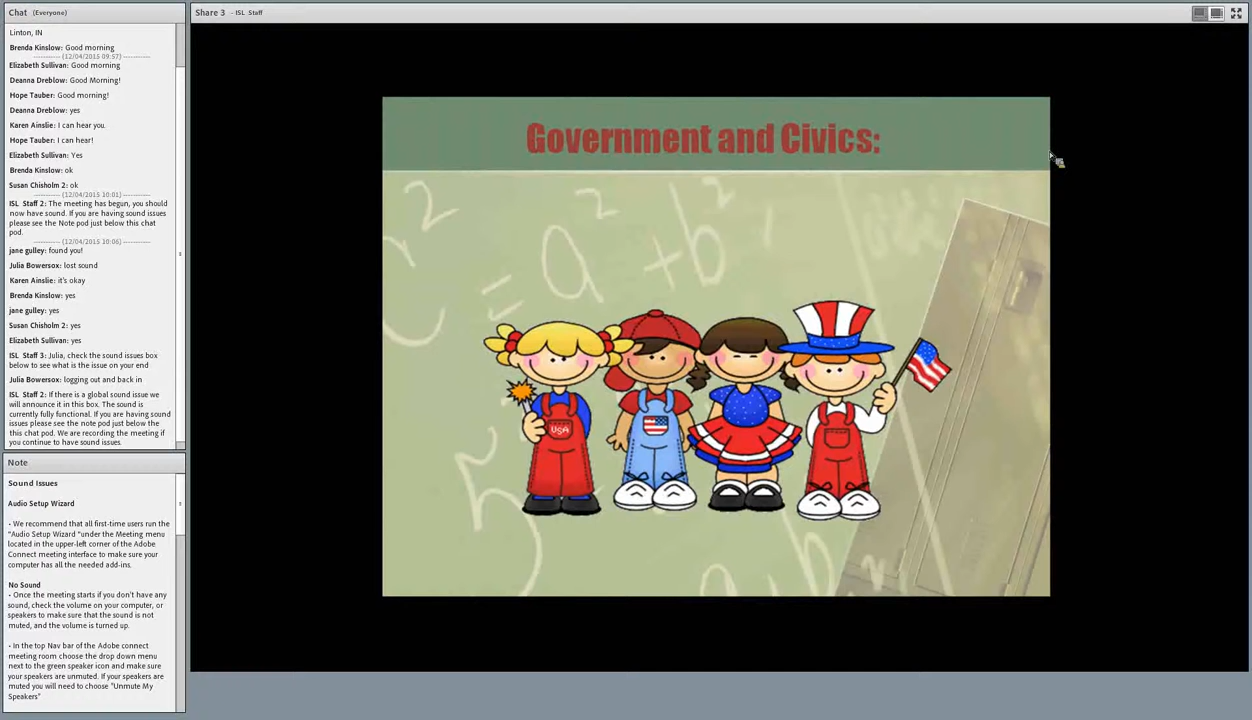 Chat (Everyone)
Linton, IN
Brenda Kinslow: Good morning
----------- (12/04/2015 09:57) ------------
Elizabeth Sullivan: Good morning
Deanna Dreblow: Good Morning!
Hope Tauber: Good morning!
Deanna Dreblow: yes
Karen Ainslie: I can hear you.
Hope Tauber: I can hear!
Elizabeth Sullivan: Yes
Brenda Kinslow: ok
Susan Chisholm 2: ok
----------- (12/04/2015 10:01) ------------
ISL Staff 2: The meeting has begun, you should
now have sound. If you are having sound issues
please see the Note pod just below this chat
pod.
----------- (12/04/2015 10:06) ------------
jane gulley: found you!
Julia Bowersox: lost sound
Karen Ainslie: it's okay
Brenda Kinslow: yes
jane gulley: yes
Susan Chisholm 2: yes
Elizabeth Sullivan: yes
ISL Staff 3: Julia, check the sound issues box
below to see what is the issue on your end
Julia Bowersox: logging out and back in
ISL Staff 2: If there is a global sound issue we
will announce it in this box. The sound is
currently fully functional. If you are having sound
issues please see the note pod just below the
this chat pod. We are recording the meeting if
you continue to have sound issues.
Note
Sound Issues
Audio Setup Wizard
• We recommend that all first-time users run the
"Audio Setup Wizard "under the Meeting menu
located in the upper-left corner of the Adobe
Connect meeting interface to make sure your
computer has all the needed add-ins.
No Sound
• Once the meeting starts if you don't have any
sound, check the volume on your computer, or
speakers to make sure that the sound is not
muted, and the volume is turned up.
• In the top Nav bar of the Adobe connect
meeting room choose the drop down menu
next to the green speaker icon and make sure
your speakers are unmuted. If your speakers are
muted you will need to choose "Unmute My
Speakers"
Share 3 - ISL Staff
Government and Civics:
c = a² + b²
USA